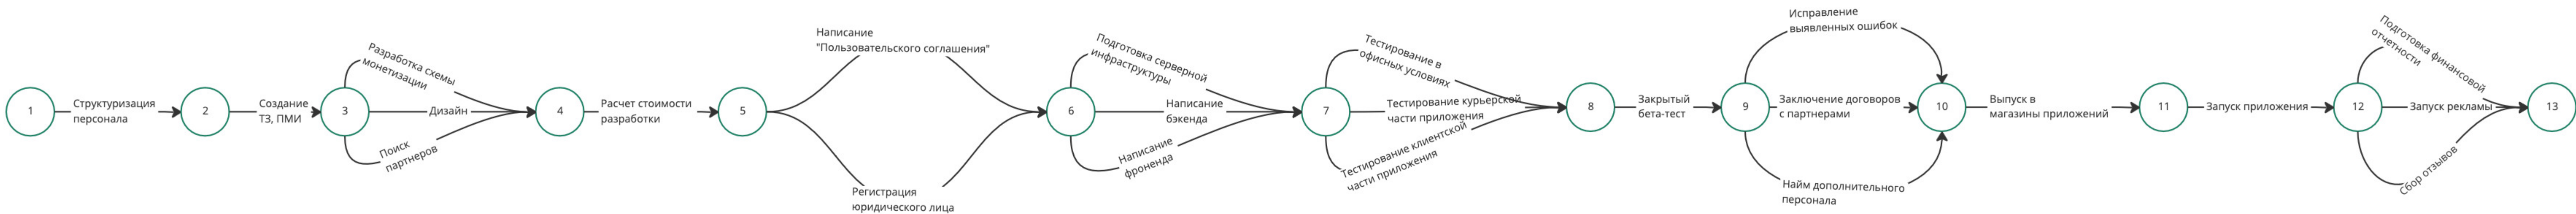 1
Структуризация
персонала
2
Создание
ТЗ, ПМИ
3
Разработка схемы
монетизации
Дизайн
Поиск
партнеров
4
Расчет стоимости
разработки
5
Написание
"Пользовательского соглашения"
Регистрация
юридического лица
6
Подготовка серверной
инфраструктуры
Написание
бэкенда
Написание
фроненда
7
Тестирование в
офисных условиях
Тестирование курьерской
части приложения
Тестирование клиентской
части приложения
8
Закрытый
бета-тест
9
Исправление
выявленных ошибок
Заключение договоров
с партнерами
Найм дополнительного
персонала
10
Выпуск в
магазины приложений
11
Запуск приложения
12
Подготовка финансовой
отчетности
Запуск рекламы
Сбор отзывов
13